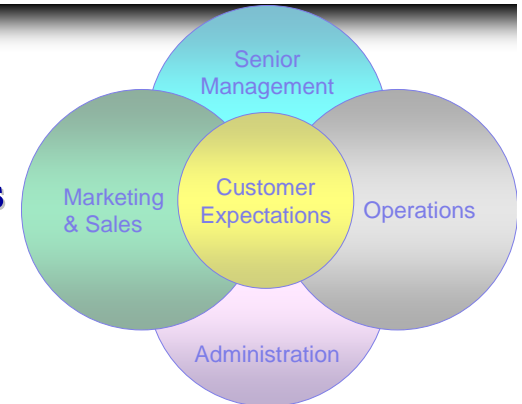 Senior
Management
Marketing
& Sales
Customer
Expectations
Operations
Administration